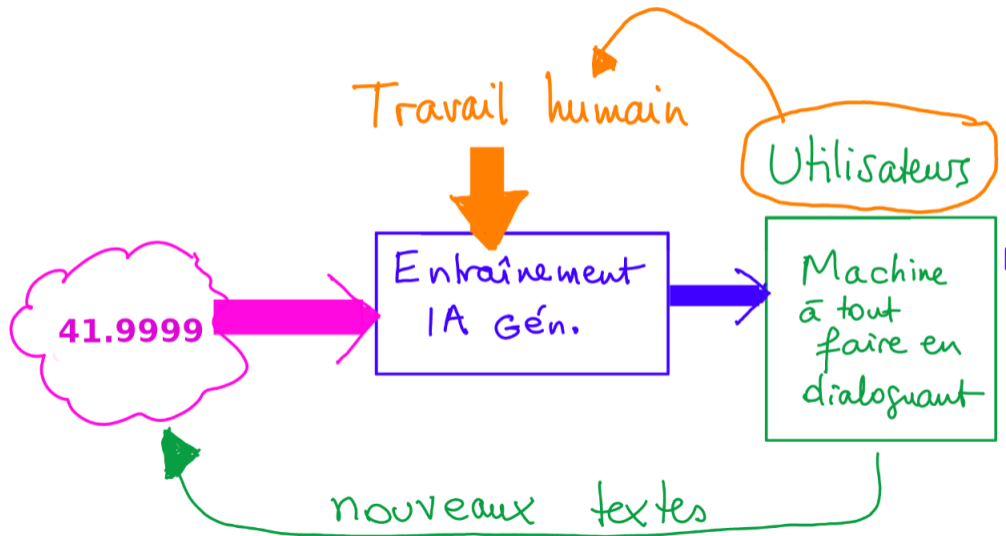 Travail humain
Utilisateurs
41.9999
Entraînement
IA Gén.
Machine
à tout
faire en
dialoguant
nouveaux textes